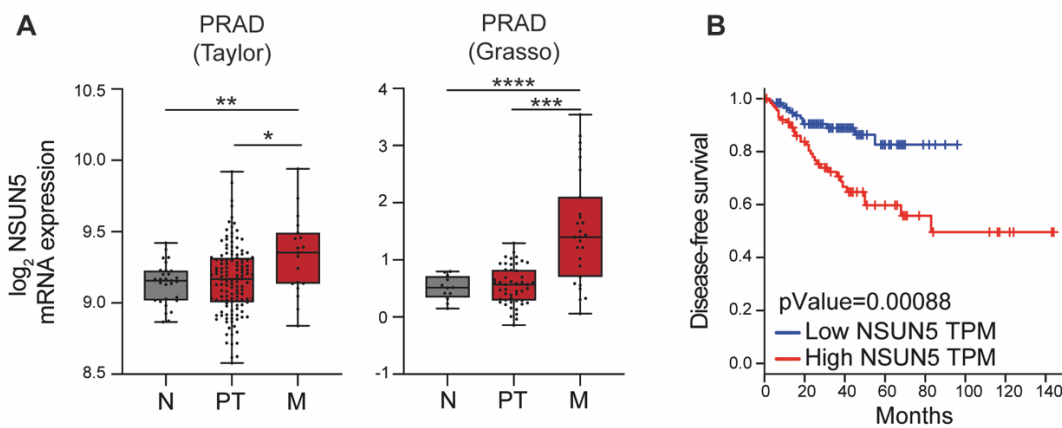 A
PRAD
(Taylor)
PRAD
(Grasso)
B
log2 NSUN5
mRNA expression
10.5
10.0
9.5
9.0
8.5
**
*
N PT M
4
3
2
1
0
-1
****
***
N PT M
Disease-free survival
1.0
0.8
0.6
0.4
0.2
0.0
pValue=0.00088
Low NSUN5 TPM
High NSUN5 TPM
0 20 40 60 80 100 120 140
Months